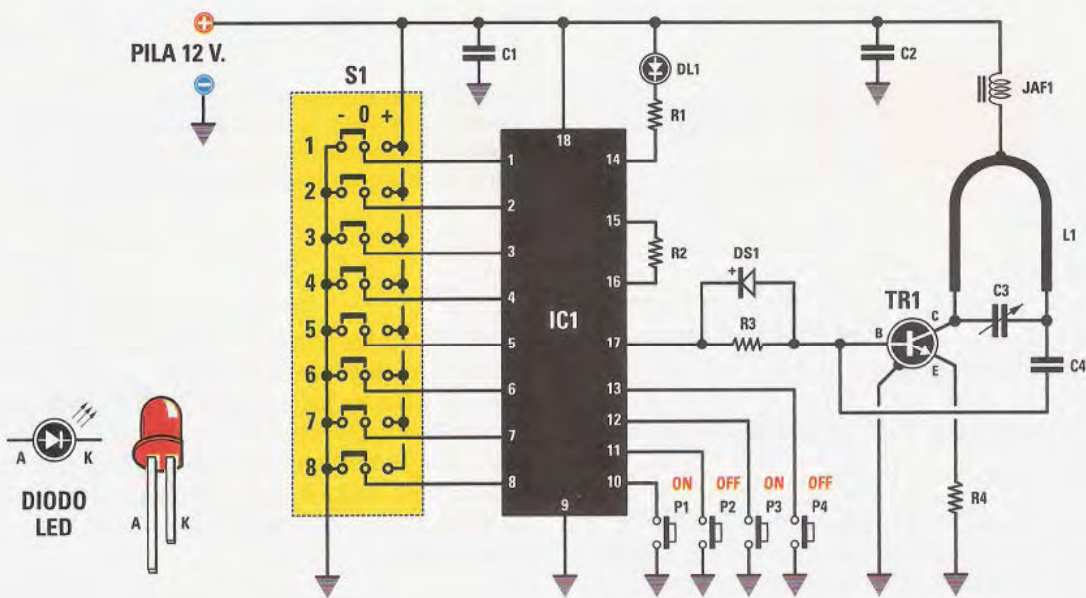 +
PILA 12 V.
-
S1
- 0 +
1
2
3
4
5
6
7
8
C1
DL1
R1
C2
JAF1
L1
18
1
2
3
4
5
6
7
8
9
14
15
16
17
13
12
11
10
IC1
R2
DS1
+
R3
TR1
B
C
E
C3
C4
R4
ON OFF ON OFF
P1 P2 P3 P4
A K
DIODO
LED
A K